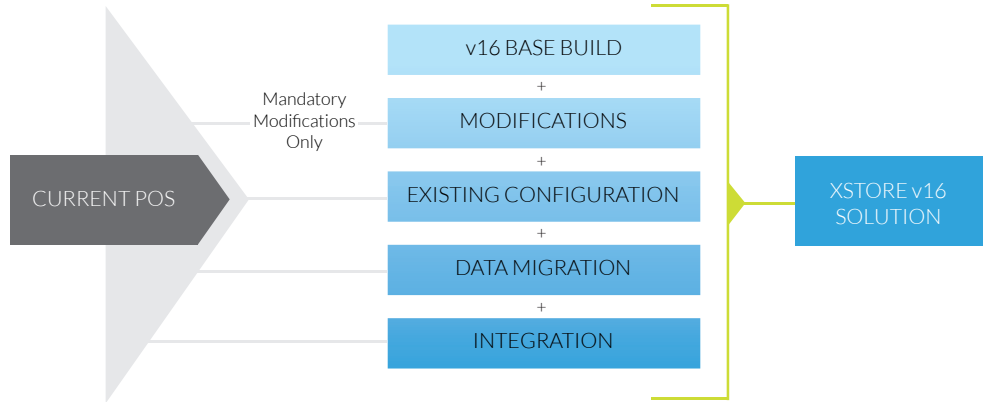 v16 BASE BUILD
+
Mandatory
Modifications
Only
MODIFICATIONS
+
CURRENT POS
EXISTING CONFIGURATION
XSTORE v16
SOLUTION
+
DATA MIGRATION
+
INTEGRATION